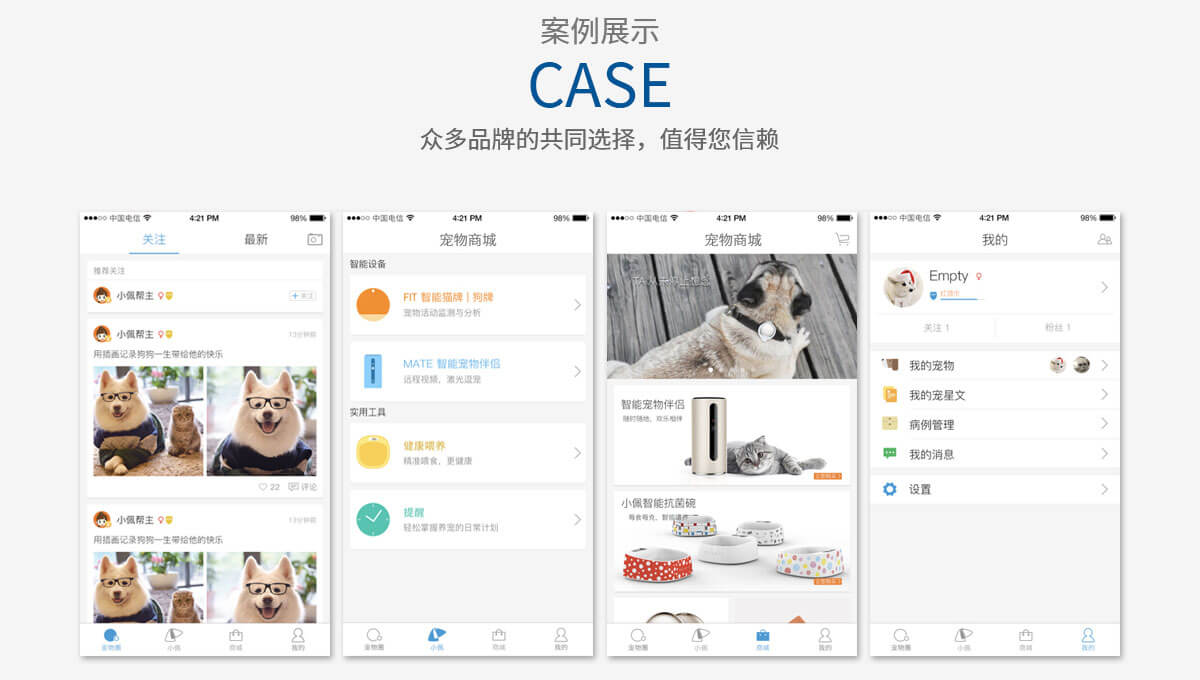 案例展示
CASE
众多品牌的共同选择，值得您信赖
中国电信 4:21 PM 98%
关注 最新
推荐关注
小佩帮主
+ 关注
小佩帮主 13分钟前
用插画记录狗狗一生带给他的快乐
22 评论
小佩帮主 13分钟前
用插画记录狗狗一生带给他的快乐
宠物圈 小佩 商城 我的
中国电信 4:21 PM 98%
宠物商城
智能设备
FIT 智能猫牌 | 狗牌
宠物活动监测与分析
MATE 智能宠物伴侣
远程视频，激光逗宠
实用工具
健康喂养
精准喂食，更健康
提醒
轻松掌握养宠的日常计划
宠物圈 小佩 商城 我的
中国电信 4:21 PM 98%
宠物商城
智能宠物伴侣
随时随地，欢乐相伴
立即购买
小佩智能抗菌碗
立即购买
宠物圈 小佩 商城 我的
中国电信 4:21 PM 98%
我的
Empty
关注 1 粉丝 1
我的宠物
我的宠星文
病例管理
我的消息
设置
宠物圈 小佩 商城 我的